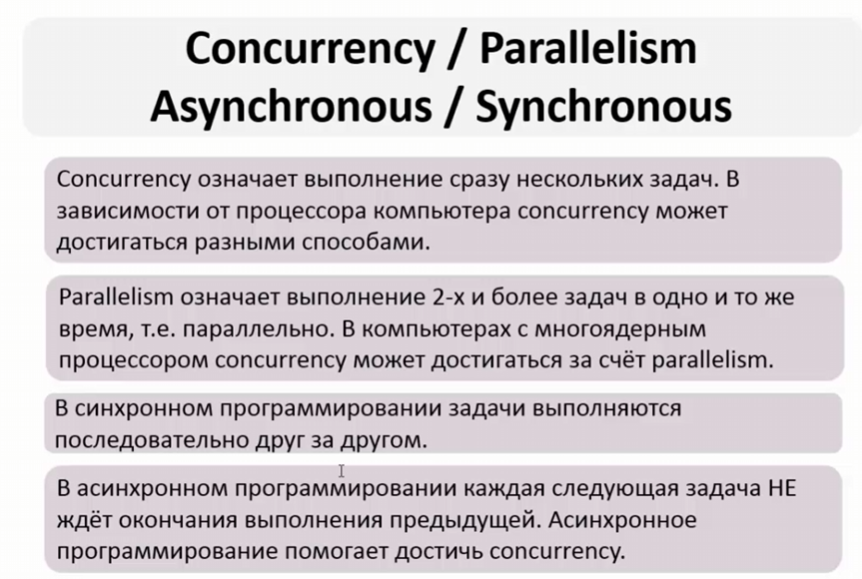 Concurrency / Parallelism
Asynchronous / Synchronous
Concurrency означает выполнение сразу нескольких задач. В
зависимости от процессора компьютера concurrency может
достигаться разными способами.
Parallelism означает выполнение 2-х и более задач в одно и то же
время, т.е. параллельно. В компьютерах с многоядерным
процессором concurrency может достигаться за счёт parallelism.
В синхронном программировании задачи выполняются
последовательно друг за другом.
В асинхронном программировании каждая следующая задача НЕ
ждёт окончания выполнения предыдущей. Асинхронное
программирование помогает достичь concurrency.